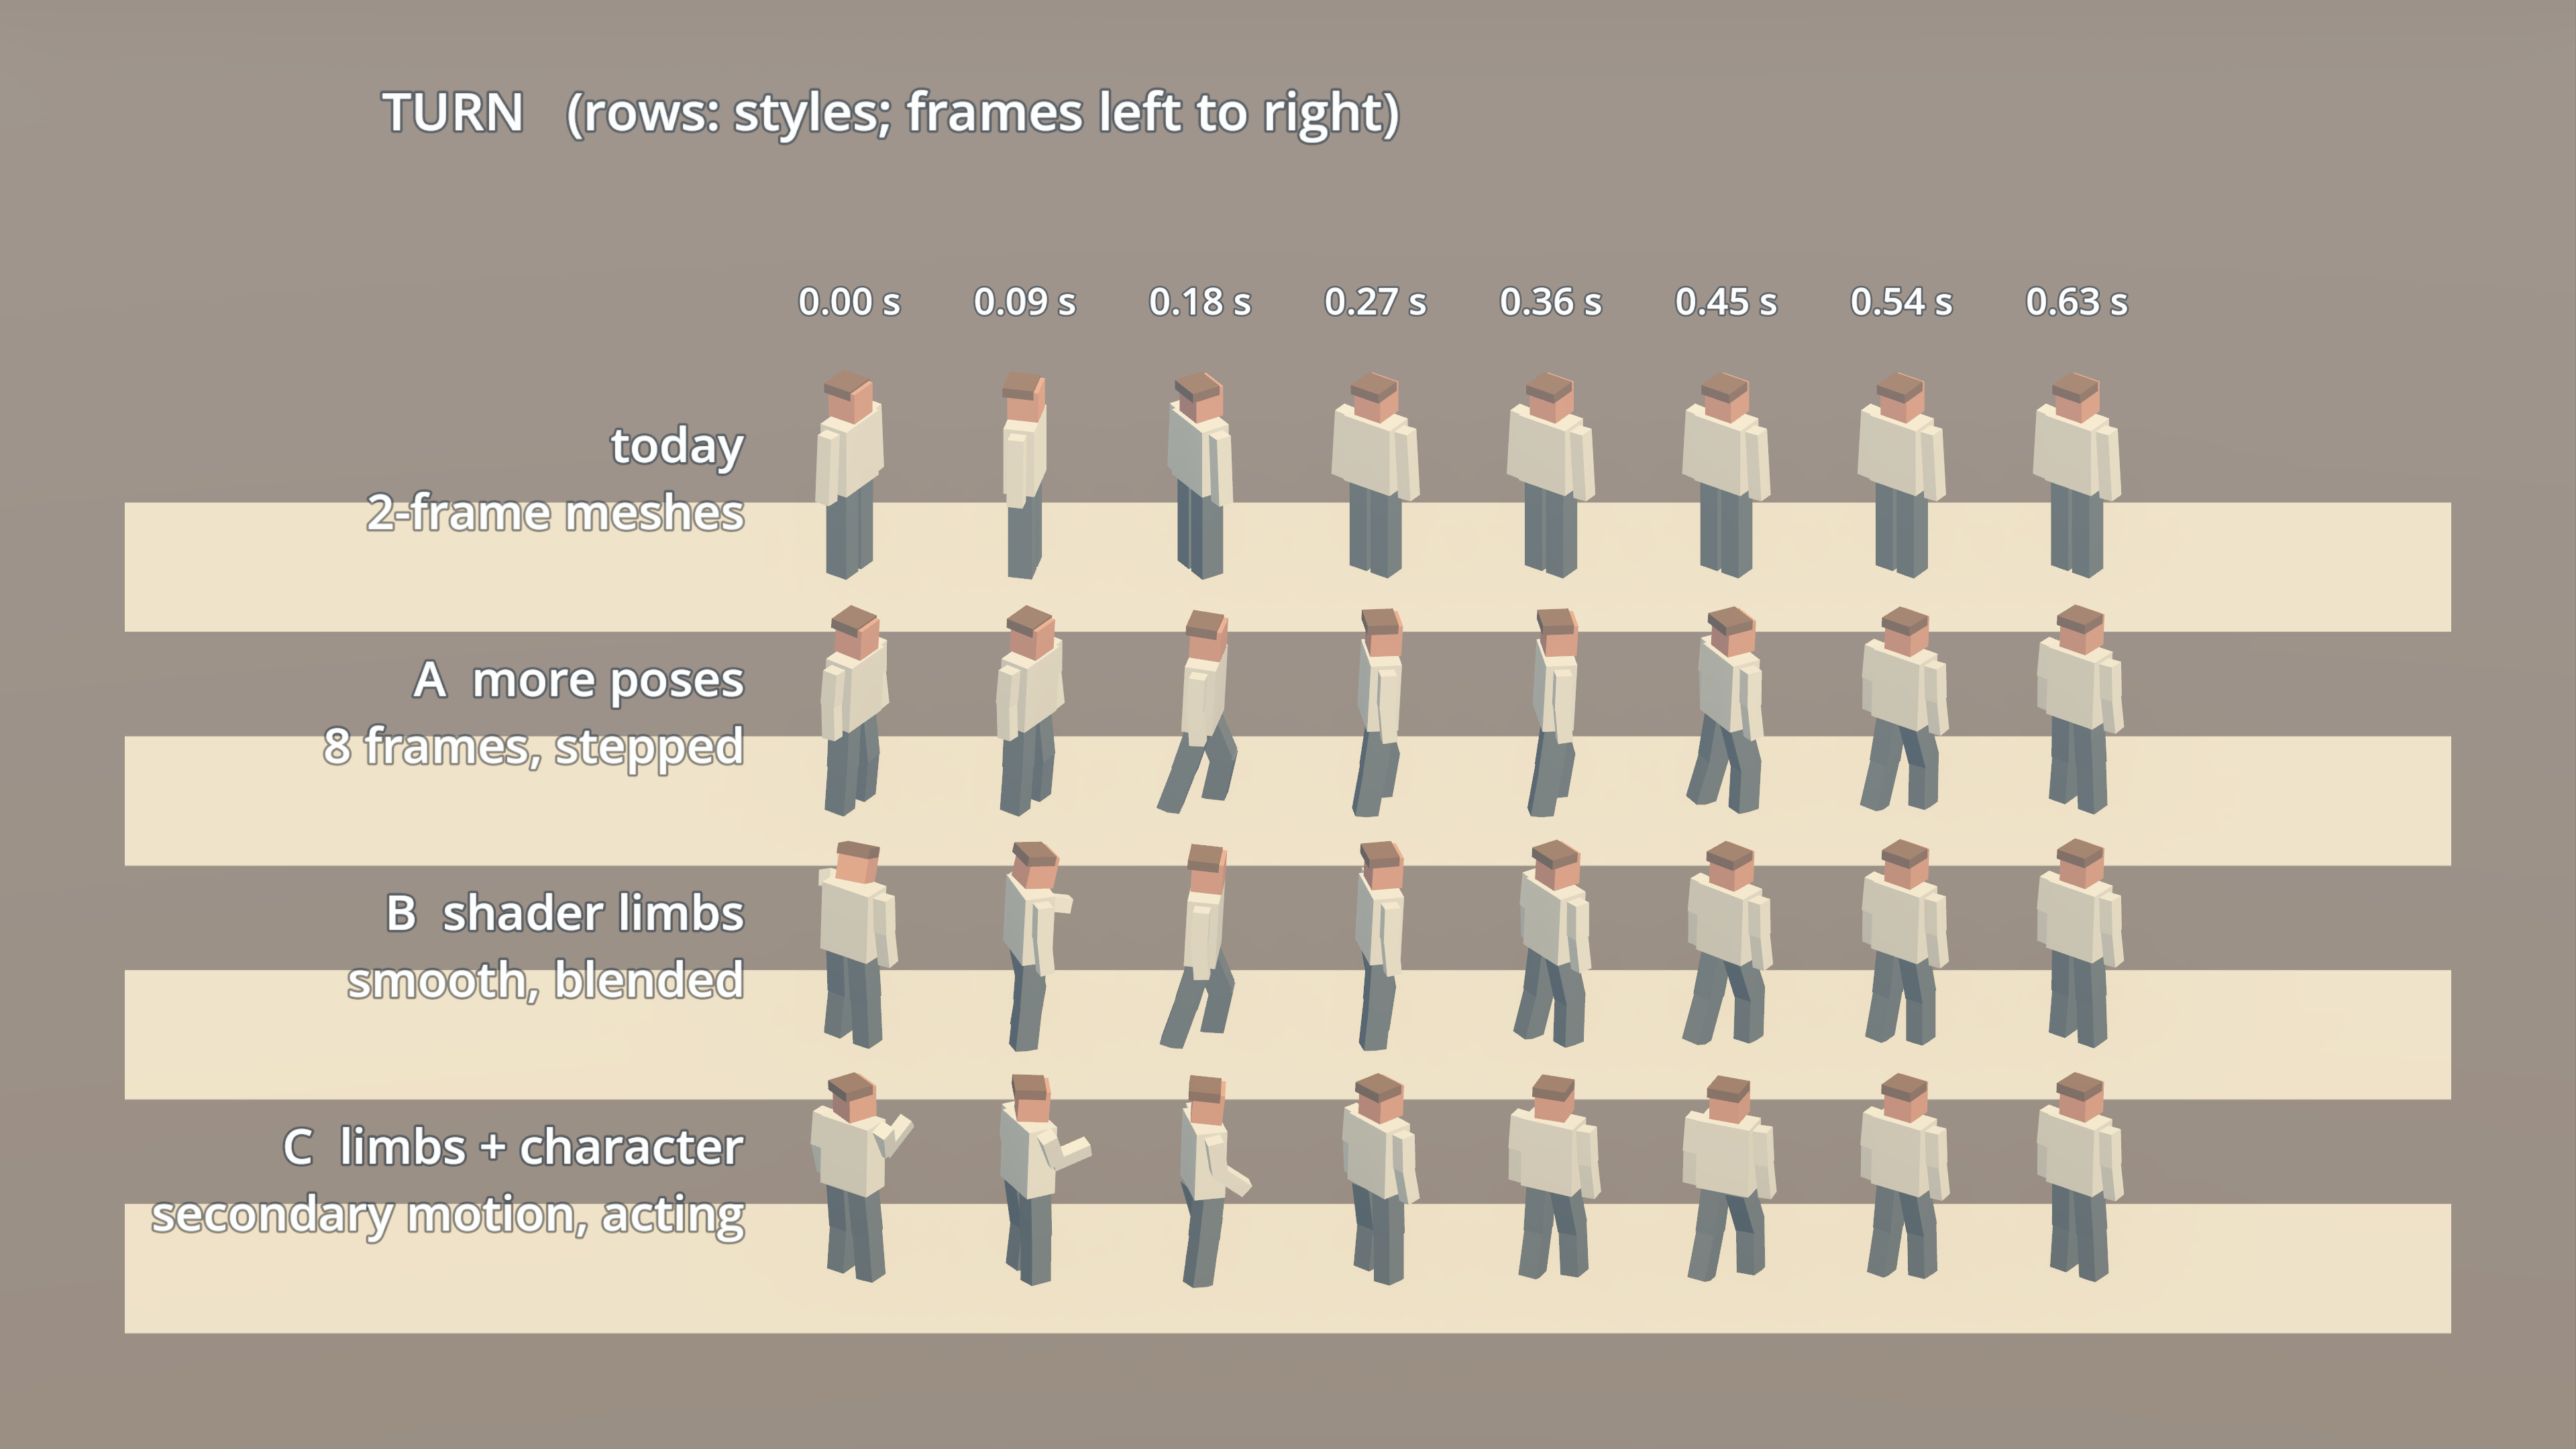 TURN (rows: styles; frames left to right)
0.00 s 0.09 s 0.18 s 0.27 s 0.36 s 0.45 s 0.54 s 0.63 s
today
2-frame meshes
A more poses
8 frames, stepped
B shader limbs
smooth, blended
C limbs + character
secondary motion, acting